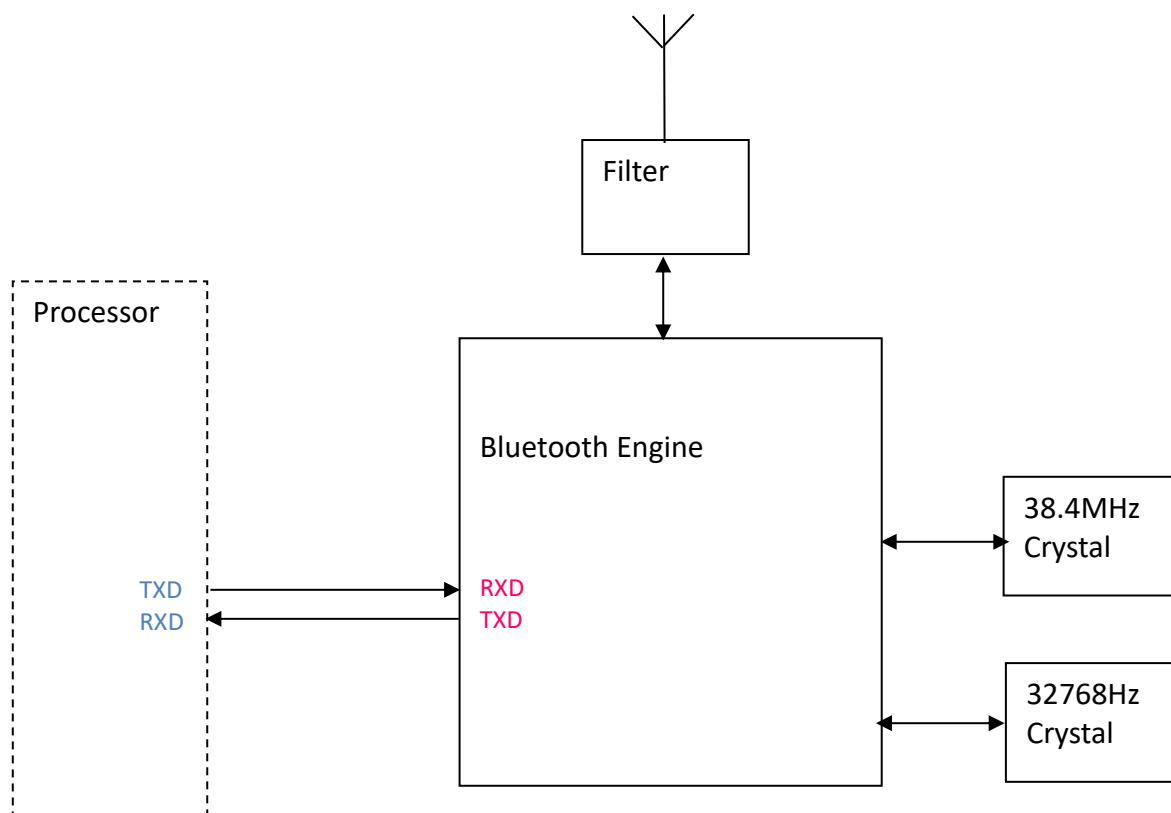 Filter
Processor
Bluetooth Engine
38.4MHz
Crystal
TXD
RXD
RXD
TXD
32768Hz
Crystal